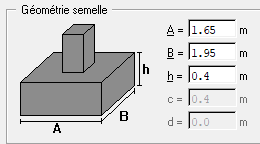 Géométrie semelle
A = 1.65 m
B = 1.95 m
h = 0.4 m
c = 0.4 m
d = 0.0 m
h
B
A